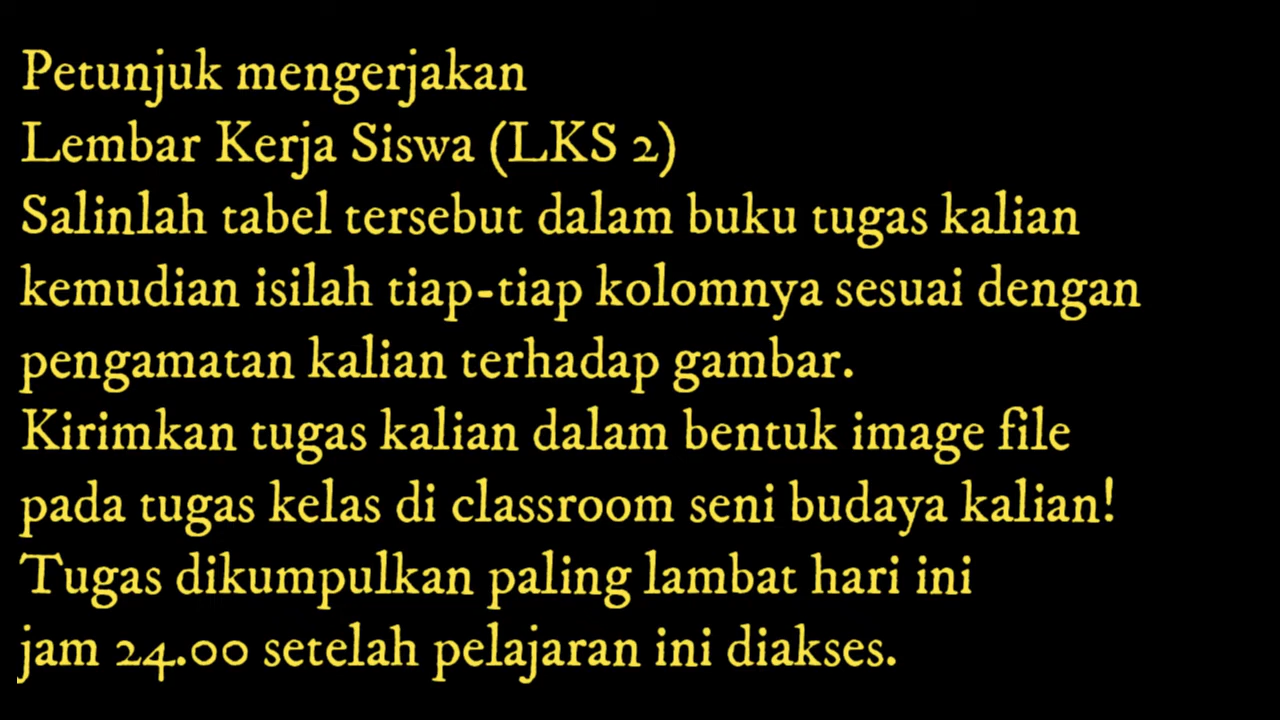 Petunjuk mengerjakan
Lembar Kerja Siswa (LKS 2)
Salinlah tabel tersebut dalam buku tugas kalian
kemudian isilah tiap-tiap kolomnya sesuai dengan
pengamatan kalian terhadap gambar.
Kirimkan tugas kalian dalam bentuk image file
pada tugas kelas di classroom seni budaya kalian!
Tugas dikumpulkan paling lambat hari ini
jam 24.00 setelah pelajaran ini diakses.